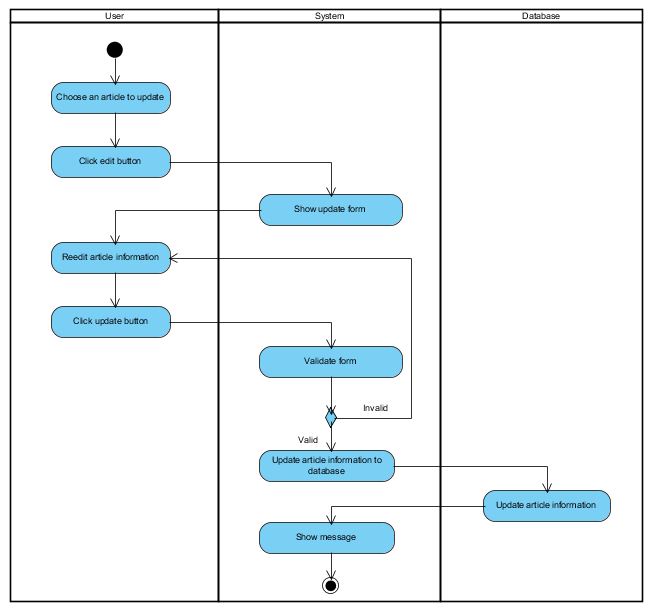 User
System
Database
Choose an article to update
Click edit button
Show update form
Reedit article information
Click update button
Validate form
Invalid
Valid
Update article information to
database
Update article information
Show message